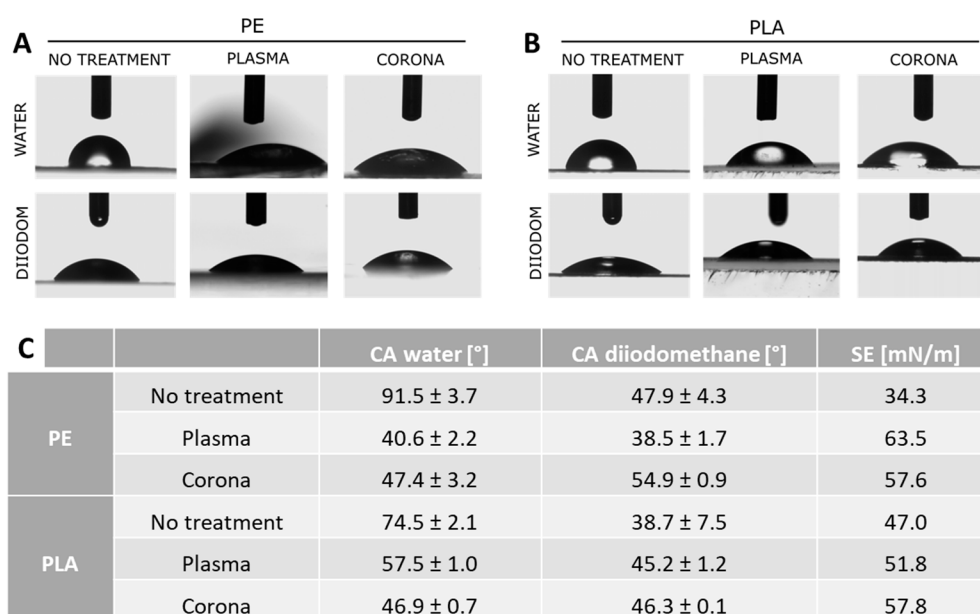 A
PE
NO TREATMENT PLASMA CORONA
WATER
DIIODOM
B
PLA
NO TREATMENT PLASMA CORONA
WATER
DIIODOM
C
CA water [°] CA diiodomethane [°] SE [mN/m]
PE
No treatment 91.5 ± 3.7 47.9 ± 4.3 34.3
Plasma 40.6 ± 2.2 38.5 ± 1.7 63.5
Corona 47.4 ± 3.2 54.9 ± 0.9 57.6
PLA
No treatment 74.5 ± 2.1 38.7 ± 7.5 47.0
Plasma 57.5 ± 1.0 45.2 ± 1.2 51.8
Corona 46.9 ± 0.7 46.3 ± 0.1 57.8